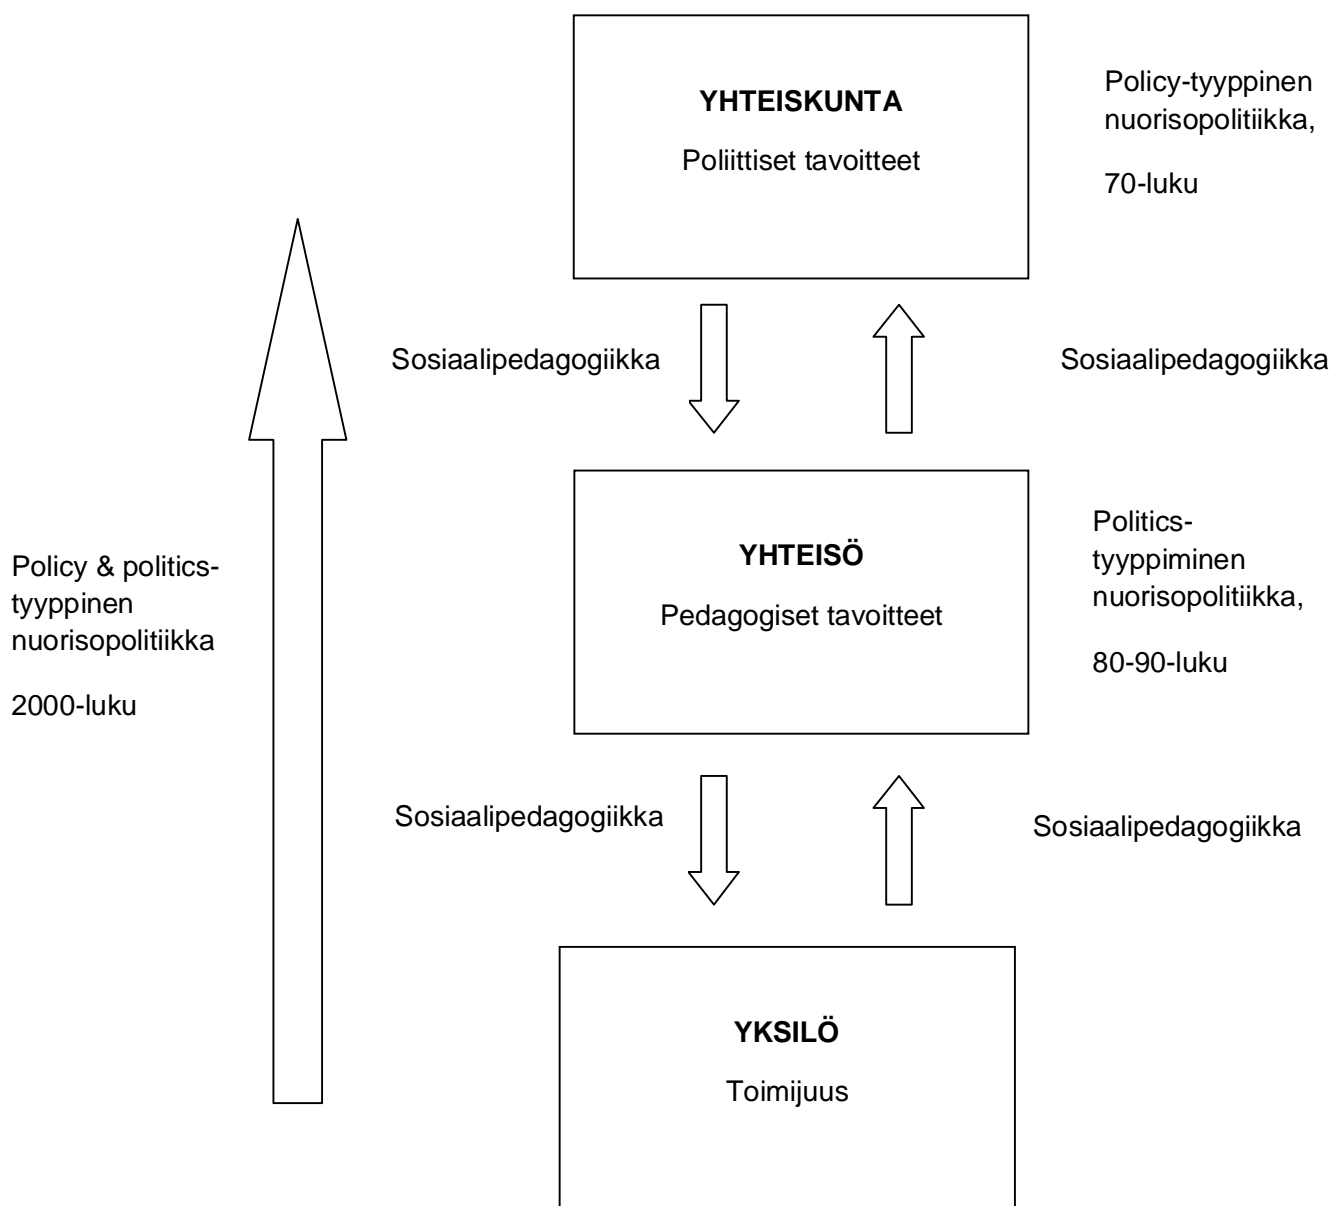 YHTEISKUNTA
Poliittiset tavoitteet
Policy-tyyppinen
nuorisopolitiikka,
70-luku
Sosiaalipedagogiikka
Sosiaalipedagogiikka
Policy & politics-
tyyppinen
nuorisopolitiikka
2000-luku
YHTEISÖ
Pedagogiset tavoitteet
Politics-
tyyppiminen
nuorisopolitiikka,
80-90-luku
Sosiaalipedagogiikka
Sosiaalipedagogiikka
YKSILÖ
Toimijuus